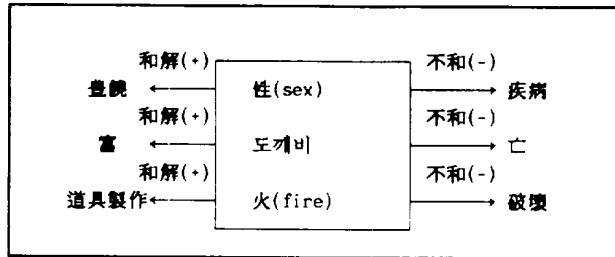 和解(+) 不和(-)
豊饒 性(sex) 疾病
和解(+) 不和(-)
富 도깨비 亡
和解(+) 不和(-)
道具製作 火(fire) 破壞